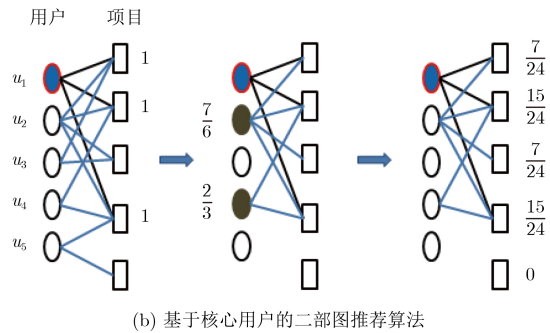 用户 项目
u₁ 1
u₂ 1
u₃
u₄ 1
u₅
7/6
2/3
7/24
15/24
7/24
15/24
0
(b) 基于核心用户的二部图推荐算法